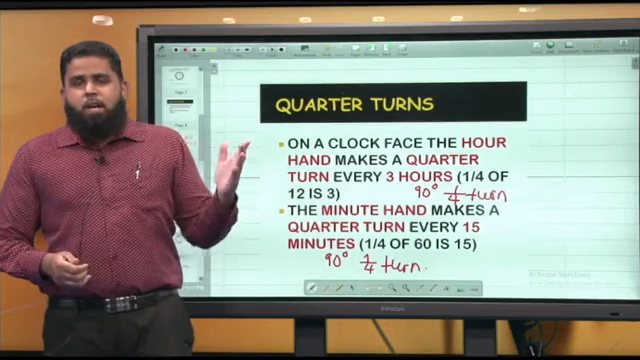 QUARTER TURNS
ON A CLOCK FACE THE HOUR
HAND MAKES A QUARTER
TURN EVERY 3 HOURS (1/4 OF
12 IS 3)
90° 1/4 turn
THE MINUTE HAND MAKES A
QUARTER TURN EVERY 15
MINUTES (1/4 OF 60 IS 15)
90° 1/4 turn.
Activate Windows